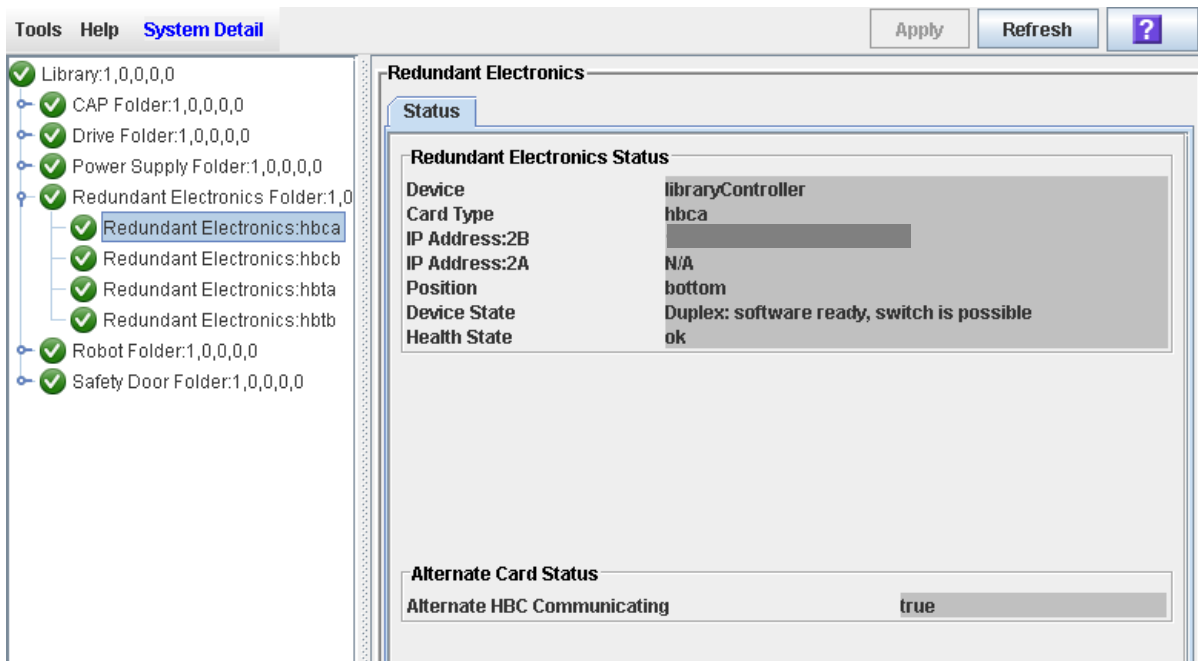 Tools Help System Detail
Apply Refresh ?
Library:1,0,0,0,0
CAP Folder:1,0,0,0,0
Drive Folder:1,0,0,0,0
Power Supply Folder:1,0,0,0,0
Redundant Electronics Folder:1,0
Redundant Electronics:hbca
Redundant Electronics:hbcb
Redundant Electronics:hbta
Redundant Electronics:hbtb
Robot Folder:1,0,0,0,0
Safety Door Folder:1,0,0,0,0
Redundant Electronics
Status
Redundant Electronics Status
Device libraryController
Card Type hbca
IP Address:2B
IP Address:2A N/A
Position bottom
Device State Duplex: software ready, switch is possible
Health State ok
Alternate Card Status
Alternate HBC Communicating true